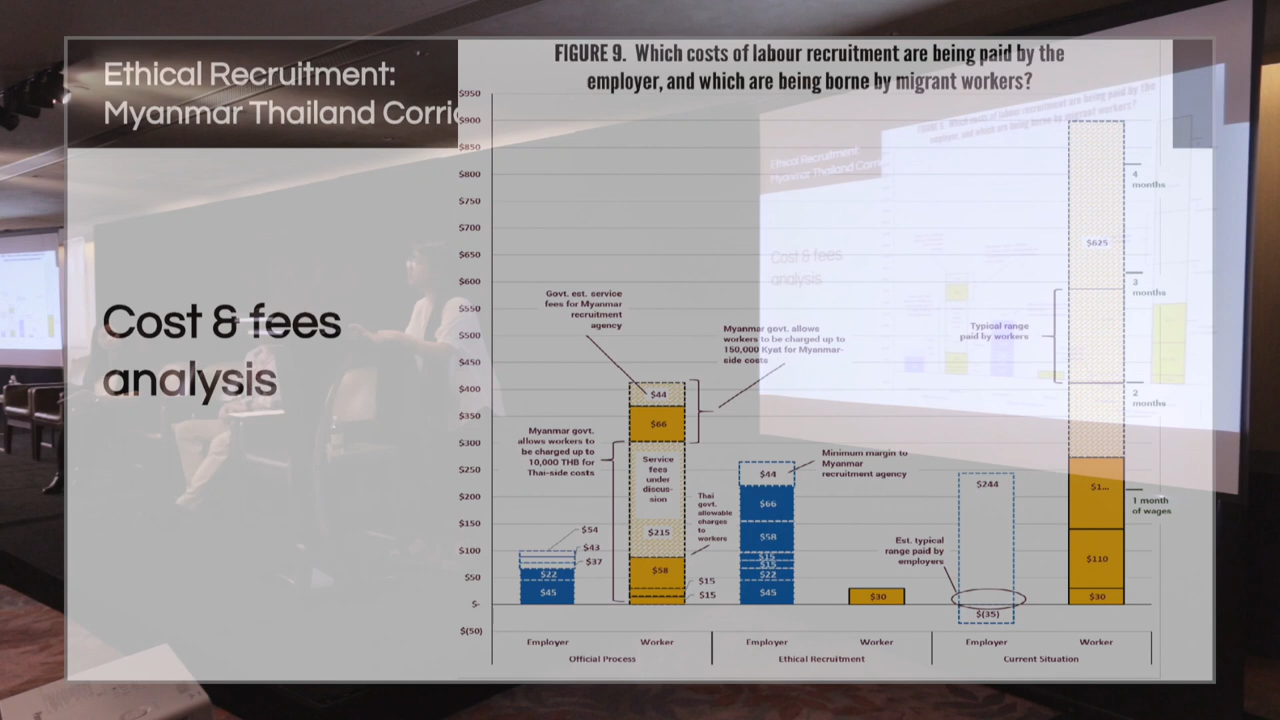 Ethical Recruitment:
Myanmar Thailand Corri
Cost & fees
analysis
FIGURE 9. Which costs of labour recruitment are being paid by the
employer, and which are being borne by migrant workers?
$950
$900
$850
$800
$750
$700
$650
$600
$550
$500
$450
$400
$350
$300
$250
$200
$150
$100
$50
$-
$(50)
Govt. est. service
fees for Myanmar
recruitment
agency
Myanmar govt. allows
workers to be charged up to
150,000 Kyat for Myanmar-
side costs
Myanmar govt.
allows workers to
be charged up to
10,000 THB for
Thai-side costs
$54
$43
$37
$22
$45
$44
$66
Service
fees
under
discus-
sion
$215
$58
$15
$15
Thai
govt.
allowable
charges
to
workers
Minimum margin to
Myanmar
recruitment agency
$44
$66
$58
$15
$15
$22
$45
$30
Est. typical
range paid by
employers
$244
$(35)
Typical range
paid by workers
$625
$1...
$110
$30
4
months
3
months
2
months
1 month
of wages
Employer
Worker
Employer
Worker
Employer
Worker
Official Process
Ethical Recruitment
Current Situation
Ethical Recruitment:
Myanmar Thailand
Cost & fees
analysis